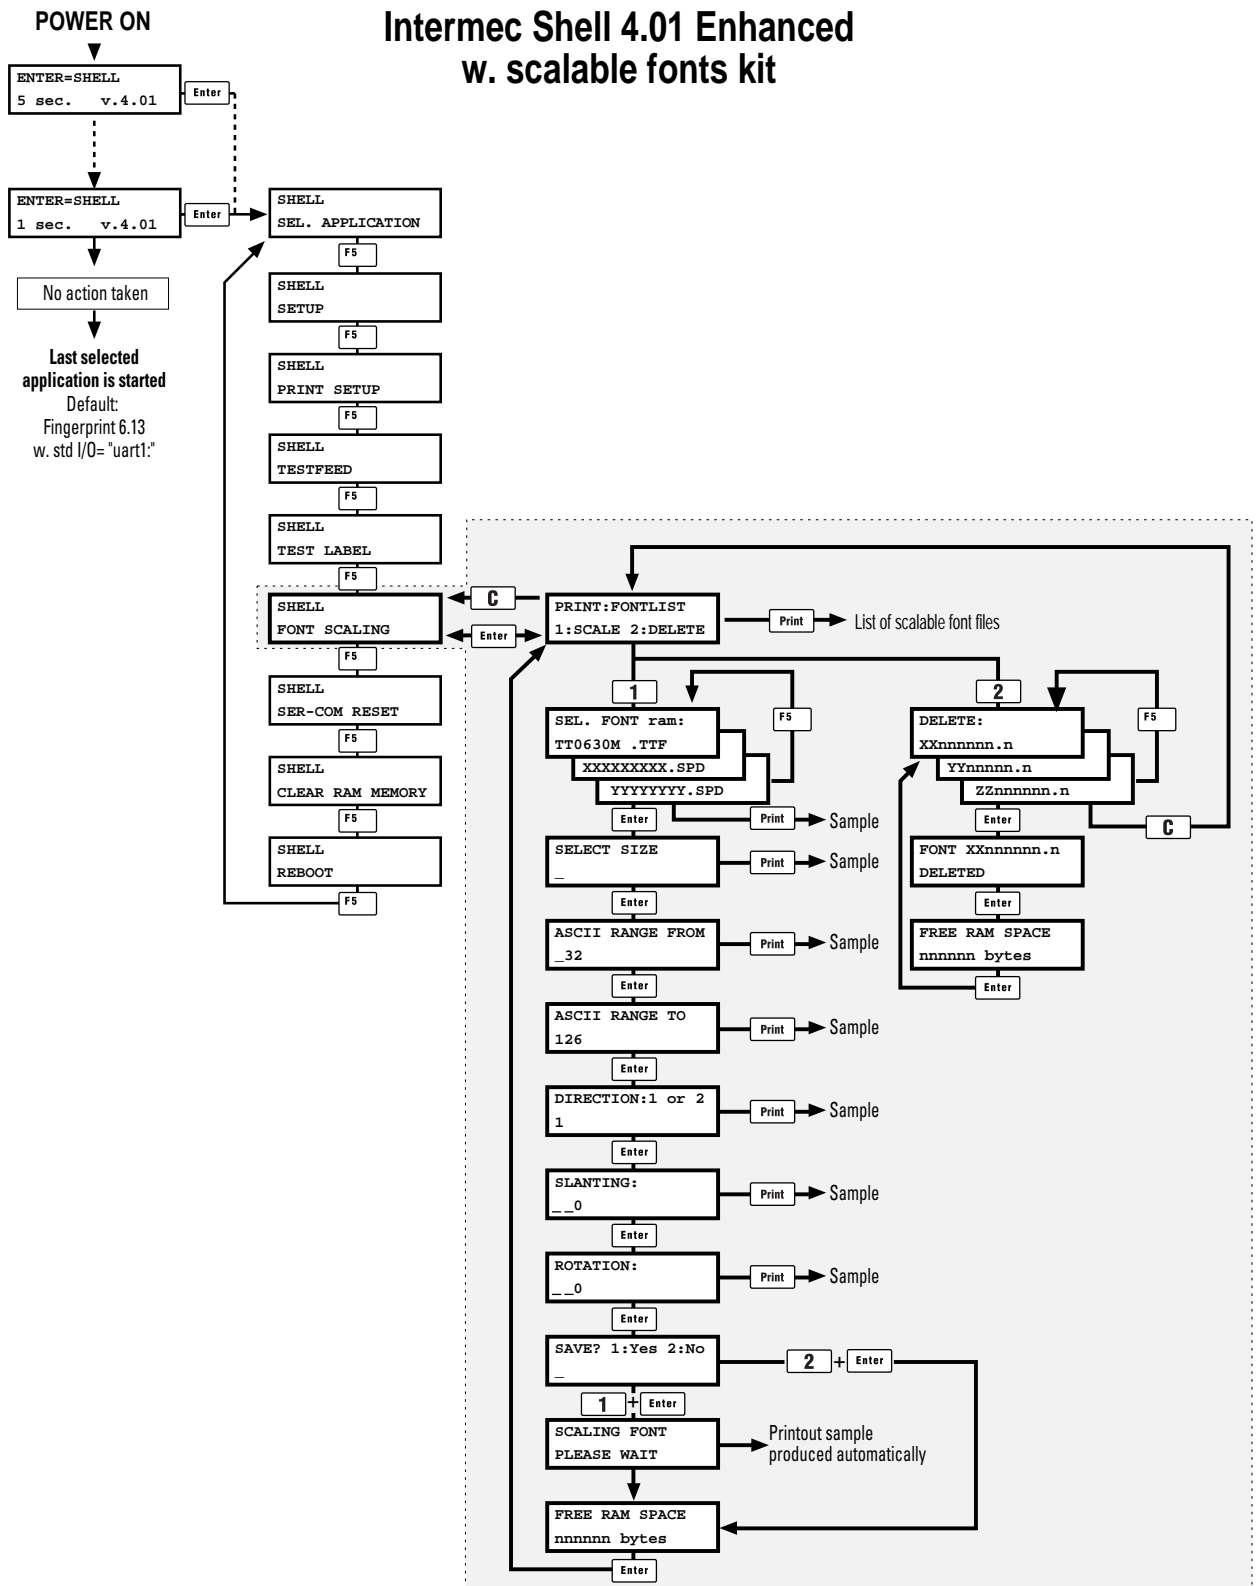 Intermec Shell 4.01 Enhanced
w. scalable fonts kit
POWER ON
ENTER=SHELL
5 sec. v.4.01
Enter
ENTER=SHELL
1 sec. v.4.01
Enter
No action taken
Last selected
application is started
Default:
Fingerprint 6.13
w. std I/O= "uart1:"
SHELL
SEL. APPLICATION
F5
SHELL
SETUP
F5
SHELL
PRINT SETUP
F5
SHELL
TESTFEED
F5
SHELL
TEST LABEL
F5
SHELL
FONT SCALING
F5
SHELL
SER-COM RESET
F5
SHELL
CLEAR RAM MEMORY
F5
SHELL
REBOOT
F5
C
Enter
PRINT:FONTLIST
1:SCALE 2:DELETE
Print
List of scalable font files
1
SEL. FONT ram:
TT0630M .TTF
XXXXXXXXX.SPD
YYYYYYYY.SPD
F5
Enter
Print
Sample
SELECT SIZE
_
Print
Sample
Enter
ASCII RANGE FROM
_32
Print
Sample
Enter
ASCII RANGE TO
126
Print
Sample
Enter
DIRECTION:1 or 2
1
Print
Sample
Enter
SLANTING:
__0
Print
Sample
Enter
ROTATION:
__0
Print
Sample
Enter
SAVE? 1:Yes 2:No
_
2 + Enter
1 + Enter
SCALING FONT
PLEASE WAIT
Printout sample
produced automatically
FREE RAM SPACE
nnnnnn bytes
Enter
2
DELETE:
XXnnnnnn.n
YYnnnnn.n
ZZnnnnnn.n
F5
C
Enter
FONT XXnnnnnn.n
DELETED
Enter
FREE RAM SPACE
nnnnnn bytes
Enter